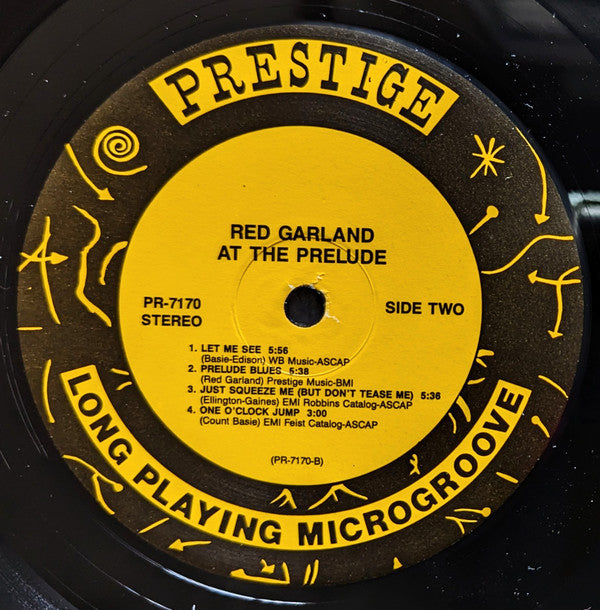 PRESTIGE
RED GARLAND
AT THE PRELUDE
PR-7170
STEREO
SIDE TWO
1. LET ME SEE 5:56
(Basie-Edison) WB Music-ASCAP
2. PRELUDE BLUES 5:38
(Red Garland) Prestige Music-BMI
3. JUST SQUEEZE ME (BUT DON'T TEASE ME) 5:36
(Ellington-Gaines) EMI Robbins Catalog-ASCAP
4. ONE O'CLOCK JUMP 3:00
(Count Basie) EMI Feist Catalog-ASCAP
(PR-7170-B)
LONG PLAYING MICROGROOVE